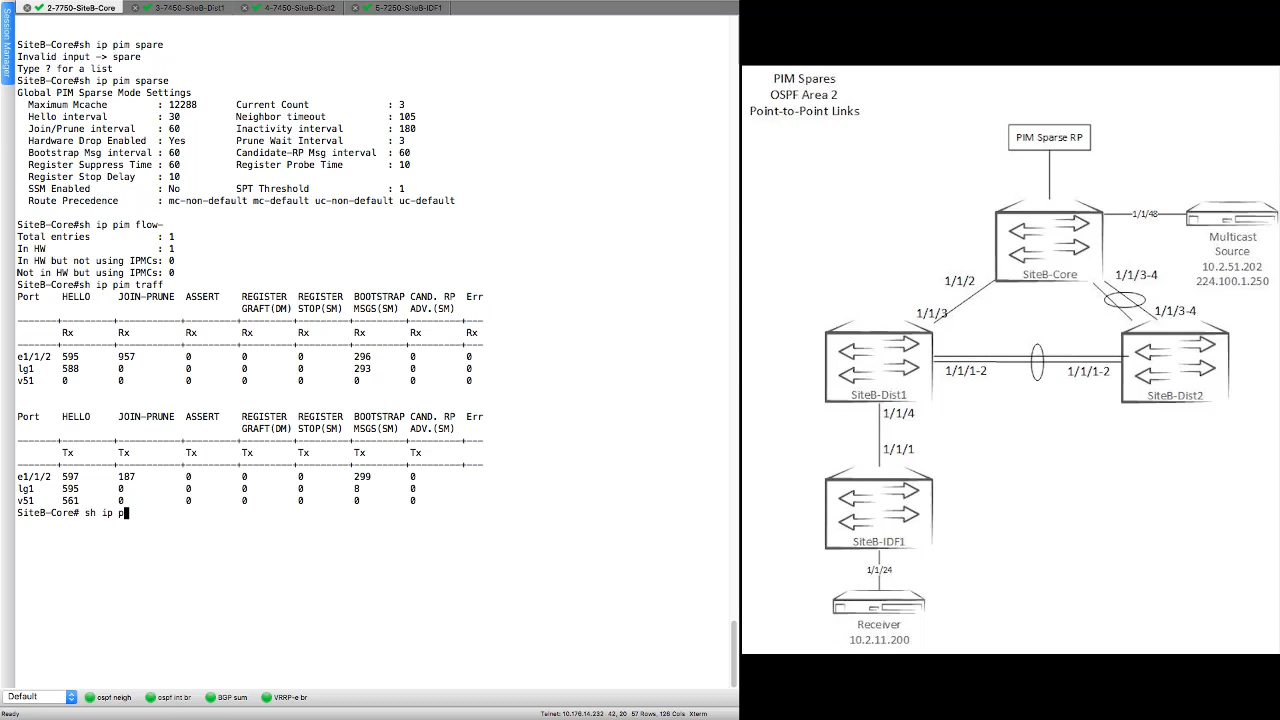 2-7750-SiteB-Core
3-7450-SiteB-Dist1
4-7450-SiteB-Dist2
5-7250-SiteB-IDF1
Session Manager
SiteB-Core#sh ip pim spare
Invalid input -> spare
Type ? for a list
SiteB-Core#sh ip pim sparse
Global PIM Sparse Mode Settings
Maximum Mcache : 12288 Current Count : 3
Hello interval : 30 Neighbor timeout : 105
Join/Prune interval : 60 Inactivity interval : 180
Hardware Drop Enabled : Yes Prune Wait Interval : 3
Bootstrap Msg interval : 60 Candidate-RP Msg interval : 60
Register Suppress Time : 60 Register Probe Time : 10
Register Stop Delay : 10
SSM Enabled : No SPT Threshold : 1
Route Precedence : mc-non-default mc-default uc-non-default uc-default
SiteB-Core#sh ip pim flow-
Total entries : 1
In HW : 1
In HW but not using IPMCs: 0
Not in HW but using IPMCs: 0
SiteB-Core#sh ip pim traff
Port HELLO JOIN-PRUNE ASSERT REGISTER REGISTER BOOTSTRAP CAND. RP Err
GRAFT(DM) STOP(SM) MSGS(SM) ADV.(SM)
-------+---------+-------------+---------+---------+---------+---------+---------+---
Rx Rx Rx Rx Rx Rx Rx Rx
-------+---------+-------------+---------+---------+---------+---------+---------+---
e1/1/2 595 957 0 0 0 296 0 0
lg1 588 0 0 0 0 293 0 0
v51 0 0 0 0 0 0 0 0
Port HELLO JOIN-PRUNE ASSERT REGISTER REGISTER BOOTSTRAP CAND. RP Err
GRAFT(DM) STOP(SM) MSGS(SM) ADV.(SM)
-------+---------+-------------+---------+---------+---------+---------+---------+---
Tx Tx Tx Tx Tx Tx Tx
-------+---------+-------------+---------+---------+---------+---------+---------+---
e1/1/2 597 187 0 0 0 299 0
lg1 595 0 0 0 0 8 0
v51 561 0 0 0 0 0 0
SiteB-Core# sh ip p
Default
ospf neigh
ospf int br
BGP sum
VRRP-e br
Ready
Telnet: 10.176.14.232 42, 20 57 Rows, 126 Cols Xterm
PIM Spares
OSPF Area 2
Point-to-Point Links
PIM Sparse RP
1/1/48
Multicast
Source
10.2.51.202
224.100.1.250
SiteB-Core
1/1/2
1/1/3-4
1/1/3
1/1/3-4
1/1/1-2
1/1/1-2
SiteB-Dist1
SiteB-Dist2
1/1/4
1/1/1
SiteB-IDF1
1/1/24
Receiver
10.2.11.200